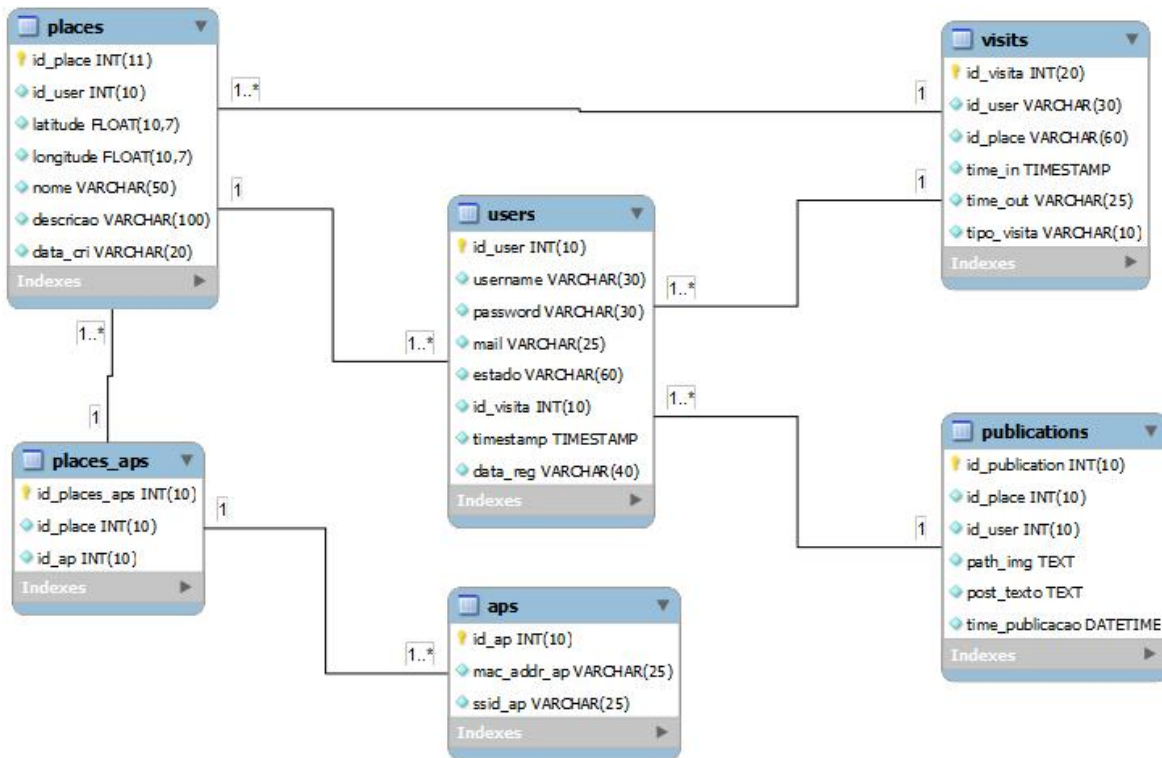 places
id_place INT(11)
id_user INT(10)
latitude FLOAT(10,7)
longitude FLOAT(10,7)
nome VARCHAR(50)
descricao VARCHAR(100)
data_cri VARCHAR(20)
Indexes
1..*
1
1
1..*
1..*
1
visits
id_visita INT(20)
id_user VARCHAR(30)
id_place VARCHAR(60)
time_in TIMESTAMP
time_out VARCHAR(25)
tipo_visita VARCHAR(10)
Indexes
users
id_user INT(10)
username VARCHAR(30)
password VARCHAR(30)
mail VARCHAR(25)
estado VARCHAR(60)
id_visita INT(10)
timestamp TIMESTAMP
data_reg VARCHAR(40)
Indexes
1
1..*
1..*
1
places_aps
id_places_aps INT(10)
id_place INT(10)
id_ap INT(10)
Indexes
1
1..*
aps
id_ap INT(10)
mac_addr_ap VARCHAR(25)
ssid_ap VARCHAR(25)
Indexes
publications
id_publication INT(10)
id_place INT(10)
id_user INT(10)
path_img TEXT
post_texto TEXT
time_publicacao DATETIME
Indexes